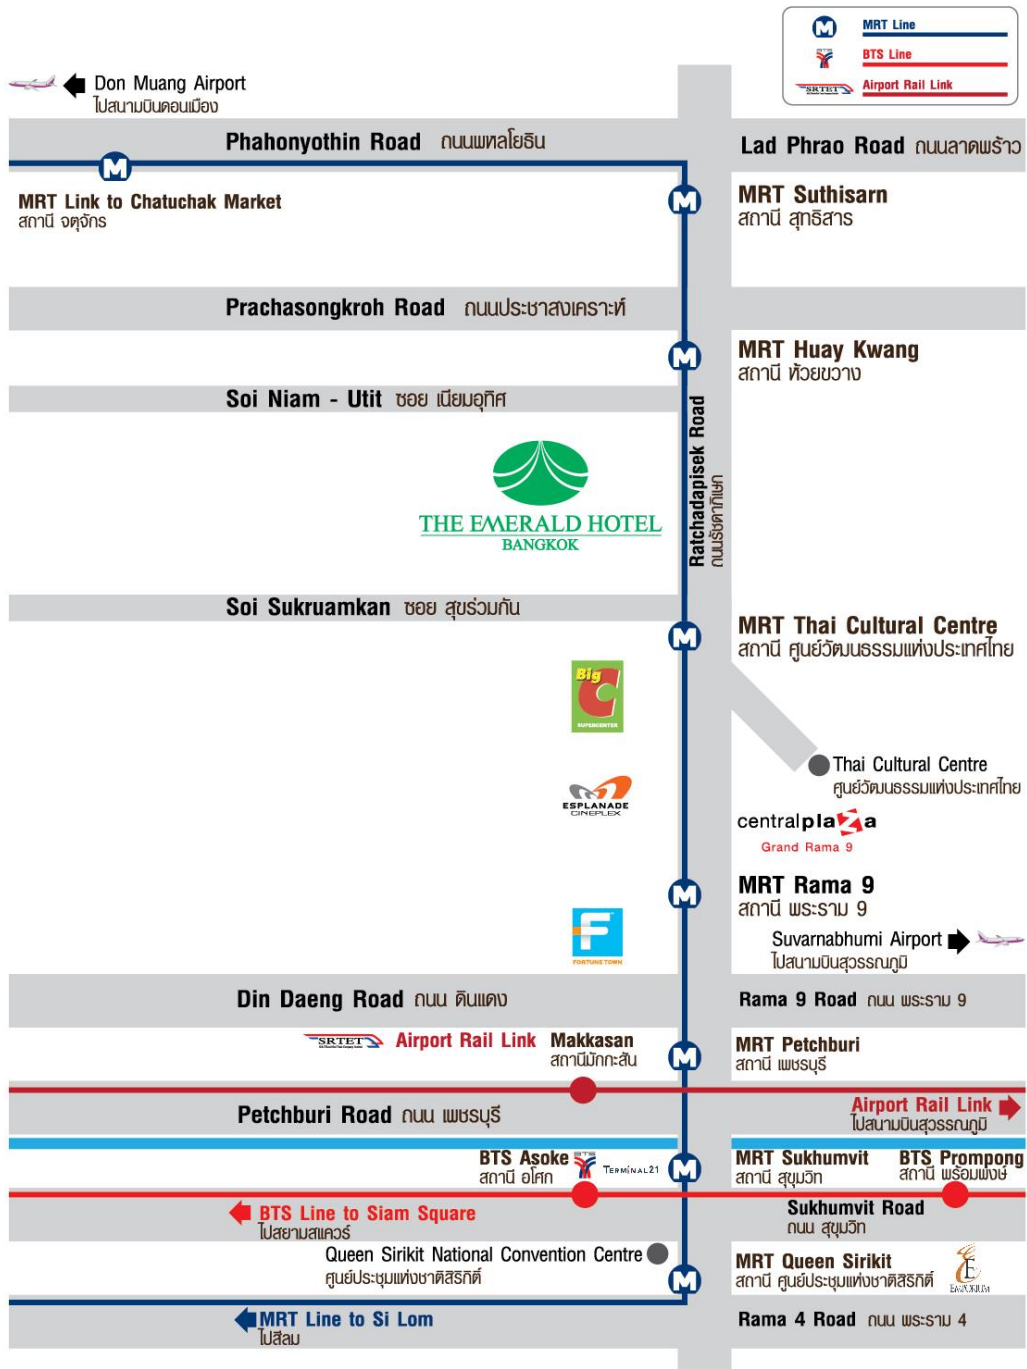 MRT Line
BTS Line
Airport Rail Link
Don Muang Airport
ไปสนามบินดอนเมือง
Phahonyothin Road ถนนพหลโยธิน
Lad Phrao Road ถนนลาดพร้าว
M
MRT Link to Chatuchak Market
สถานี จตุจักร
M
MRT Suthisarn
สถานี สุทธิสาร
Prachasongkroh Road ถนนประชาสงเคราะห์
M
MRT Huay Kwang
สถานี ห้วยขวาง
Soi Niam - Utit ซอย เนียมอุทิศ
Ratchadapisek Road
ถนนรัชดาภิเษก
THE EMERALD HOTEL
BANGKOK
Soi Sukruamkan ซอย สุขร่วมกัน
M
MRT Thai Cultural Centre
สถานี ศูนย์วัฒนธรรมแห่งประเทศไทย
Big
C
SUPERCENTER
Thai Cultural Centre
ศูนย์วัฒนธรรมแห่งประเทศไทย
ESPLANADE
CINEPLEX
centralplaza
Grand Rama 9
M
MRT Rama 9
สถานี พระราม 9
F
FORTUNE TOWN
Suvarnabhumi Airport
ไปสนามบินสุวรรณภูมิ
Din Daeng Road ถนน ดินแดง
Rama 9 Road ถนน พระราม 9
SRTET Airport Rail Link Makkasan
สถานีมักกะสัน
M
MRT Petchburi
สถานี เพชรบุรี
Petchburi Road ถนน เพชรบุรี
Airport Rail Link
ไปสนามบินสุวรรณภูมิ
BTS Asoke
สถานี อโศก
BTS
TERMINAL21
M
MRT Sukhumvit
สถานี สุขุมวิท
BTS Prompong
สถานี พร้อมพงษ์
BTS Line to Siam Square
ไปสยามสแควร์
Sukhumvit Road
ถนน สุขุมวิท
Queen Sirikit National Convention Centre
ศูนย์ประชุมแห่งชาติสิริกิติ์
M
MRT Queen Sirikit
สถานี ศูนย์ประชุมแห่งชาติสิริกิติ์
E
EMPORIUM
MRT Line to Si Lom
ไปสีลม
Rama 4 Road ถนน พระราม 4